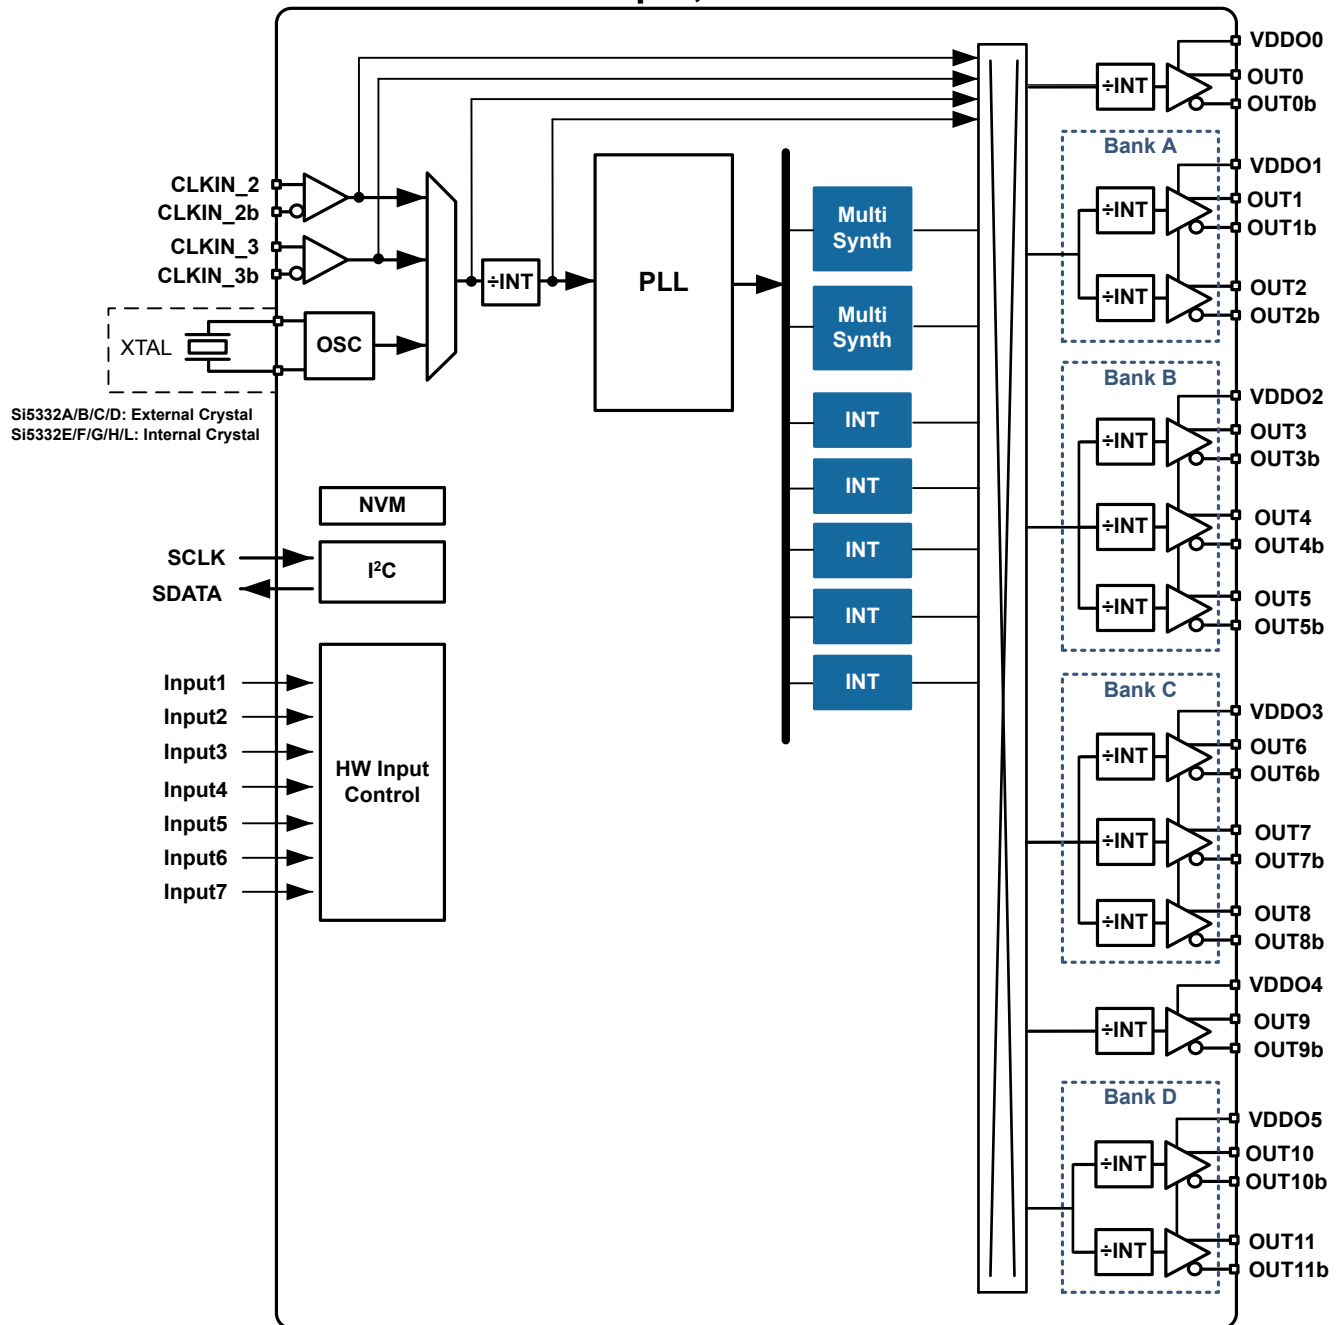 VDDO0
OUT0
÷INT
OUT0b
Bank A
VDDO1
OUT1
÷INT
OUT1b
OUT2
÷INT
OUT2b
CLKIN_2
CLKIN_2b
CLKIN_3
CLKIN_3b
XTAL
OSC
÷INT
PLL
Multi
Synth
Multi
Synth
INT
INT
INT
INT
INT
Si5332A/B/C/D: External Crystal
Si5332E/F/G/H/L: Internal Crystal
NVM
SCLK
SDATA
I²C
Input1
Input2
Input3
Input4
Input5
Input6
Input7
HW Input
Control
Bank B
VDDO2
OUT3
÷INT
OUT3b
OUT4
÷INT
OUT4b
OUT5
÷INT
OUT5b
Bank C
VDDO3
OUT6
÷INT
OUT6b
OUT7
÷INT
OUT7b
OUT8
÷INT
OUT8b
VDDO4
OUT9
÷INT
OUT9b
Bank D
VDDO5
OUT10
÷INT
OUT10b
OUT11
÷INT
OUT11b